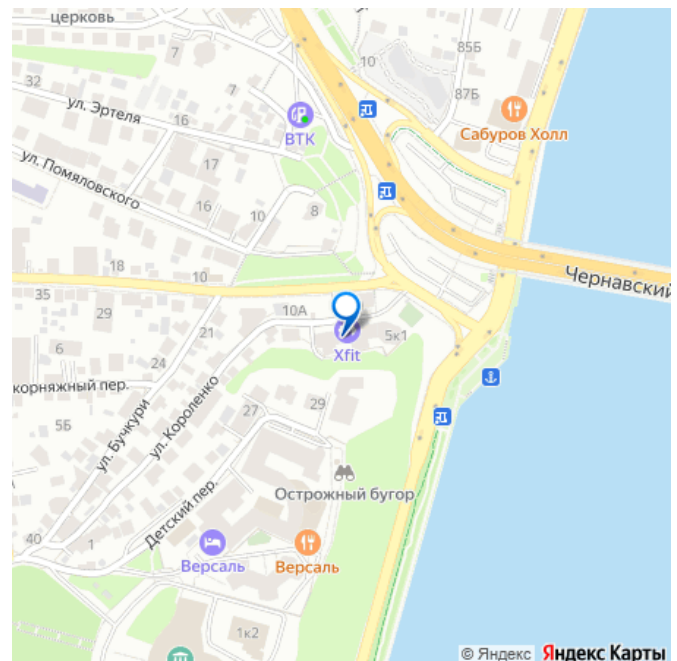 церковь
7
10
85Б
32
ул. Эртеля
7
ВТК
87Б
Сабуров Холл
16
17
ул. Помяловского
16
10
8
18
10
Чернавский
35
29
21
10А
5к1
Xfit
6
24
корняжный пер.
5Б
27
29
ул. Бучкури
ул. Короленко
Острожный бугор
Детский пер.
40
1
Версаль
Версаль
1к2
© Яндекс Яндекс Карты